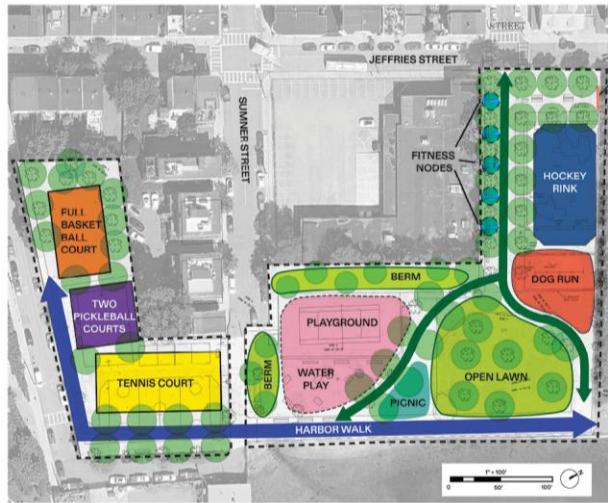 STREET
JEFFRIES STREET
SUMNER STREET
FITNESS
NODES
HOCKEY
RINK
FULL
BASKET
BALL
COURT
TWO
PICKLEBALL
COURTS
TENNIS COURT
BERM
BERM
PLAYGROUND
WATER
PLAY
PICNIC
OPEN LAWN
DOG RUN
HARBOR WALK
1" = 100'
0
50'
100'
N